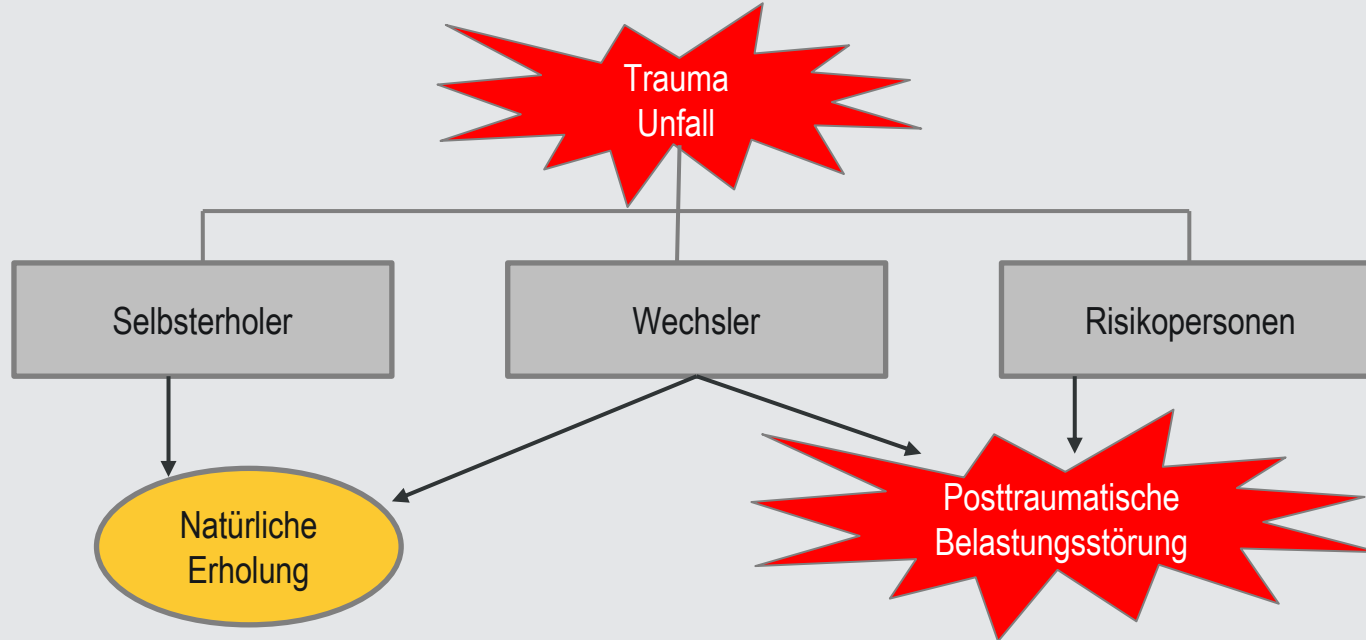 Trauma
Unfall
Selbsterholer
Wechsler
Risikopersonen
Natürliche
Erholung
Posttraumatische
Belastungsstörung